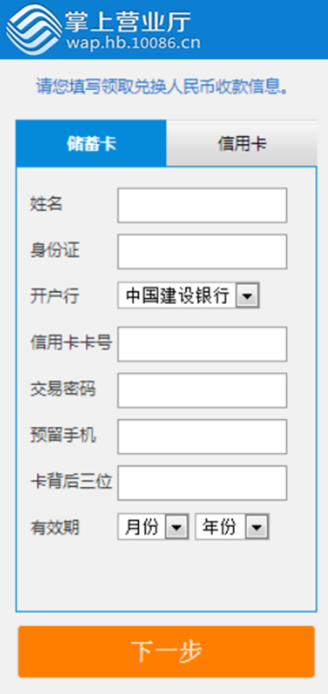 掌上营业厅
wap.hb.10086.cn
请您填写领取兑换人民币收款信息。
储蓄卡 信用卡
姓名
身份证
开户行 中国建设银行
信用卡卡号
交易密码
预留手机
卡背后三位
有效期 月份 年份
下一步